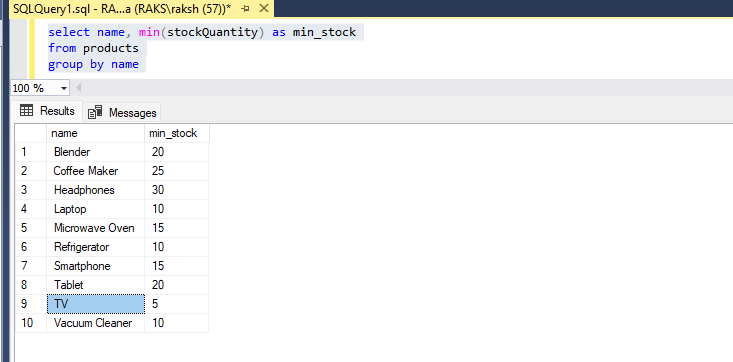 SQLQuery1.sql - RA...a (RAKS\raksh (57))*
select name, min(stockQuantity) as min_stock
from products
group by name
100 %
Results Messages
name min_stock
1 Blender 20
2 Coffee Maker 25
3 Headphones 30
4 Laptop 10
5 Microwave Oven 15
6 Refrigerator 10
7 Smartphone 15
8 Tablet 20
9 TV 5
10 Vacuum Cleaner 10